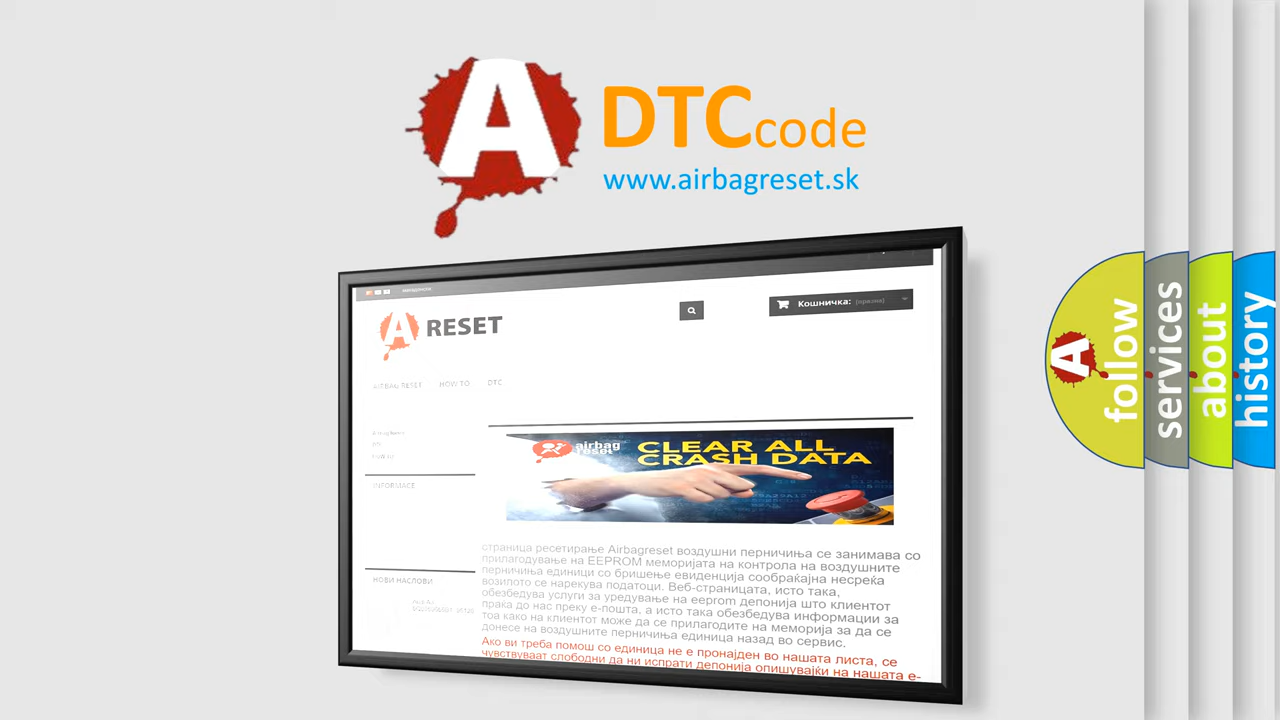 A
DTC code
www.airbagreset.sk
A RESET
Кошничка: (празни)
AIRBAG RESET HOW TO DTC
INFORMACE
airbag reset
CLEAR ALL
CRASH DATA
страница ресетирање Airbagreset воздушни перничиња се занимава со
прилагодување на EEPROM меморијата на контрола на воздушните
перничиња единици со бришење евиденција сообраќајна несреќа
возилото се нарекува податоци. Веб-страницата, исто така,
обезбедува услуги за уредување на eeprom депонија што клиентот
прака до нас преку е-пошта, а исто така обезбедува информации за
тоа како на клиентот може да се прилагодите на меморија за да се
донесе на воздушните перничиња единица назад во сервис.
Ако ви треба помош со единица не е пронајден во нашата листа, се
чувствуваат слободни да ни испрати депонија опишувајќи на нашата е-
НОВИ НАСЛОВИ
A follow
services
about
history